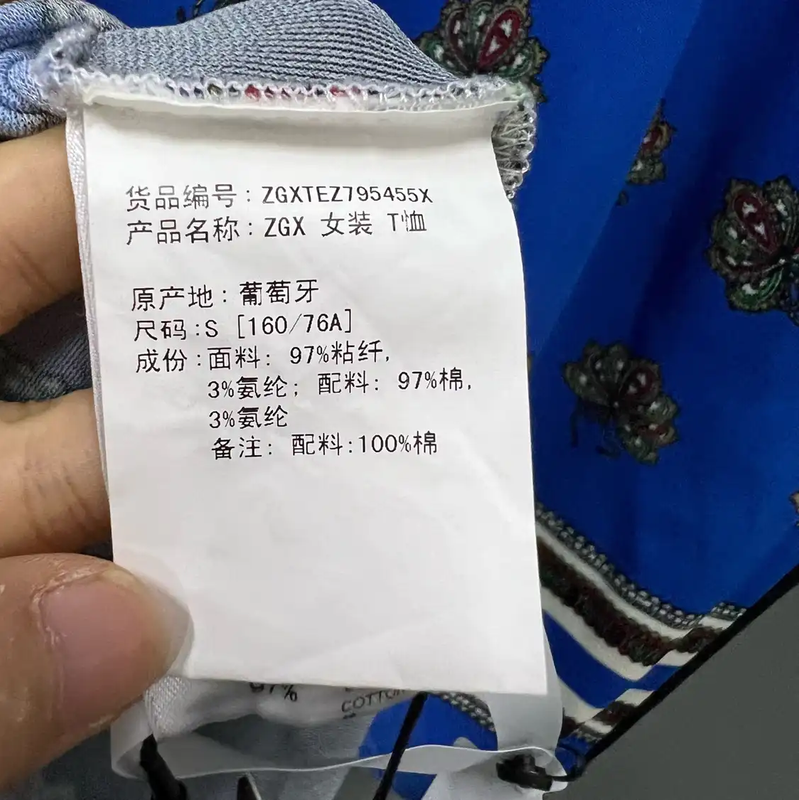 货品编号：ZGXTEZ795455X
产品名称：ZGX 女装 T恤
原产地：葡萄牙
尺码：S [160/76A]
成份：面料：97%粘纤，
3%氨纶；配料：97%棉，
3%氨纶
备注：配料：100%棉
COTTON